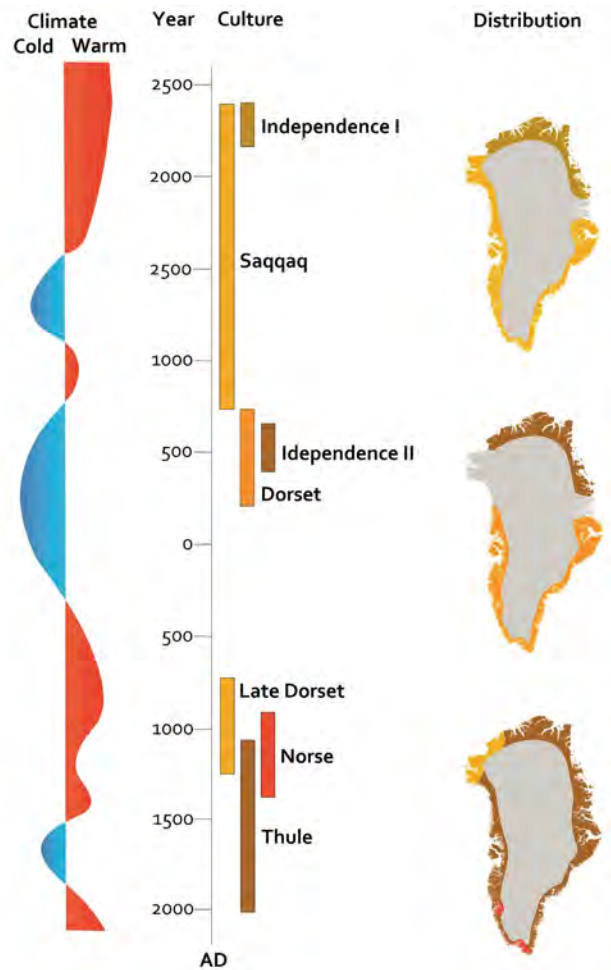 Climate
Cold Warm
Year
Culture
Distribution
2500
Independence I
2000
2500
Saqqaq
1000
500
Idependence II
Dorset
0
500
Late Dorset
1000
Norse
1500
Thule
2000
AD